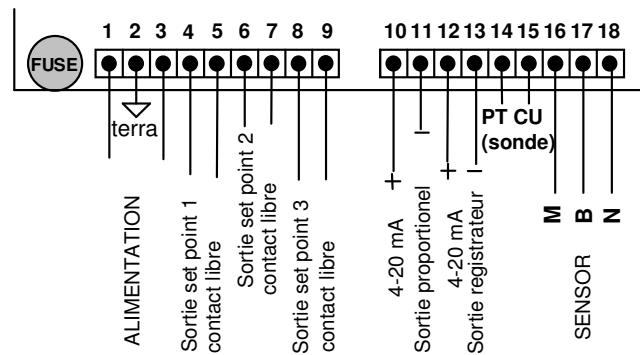 1 2 3 4 5 6 7 8 9 10 11 12 13 14 15 16 17 18
FUSE
terra
ALIMENTATION
Sortie set point 1
contact libre
Sortie set point 2
contact libre
Sortie set point 3
contact libre
4-20 mA +
Sortie proportionel −
4-20 mA +
Sortie registrateur −
PT CU
(sonde)
M B N
SENSOR